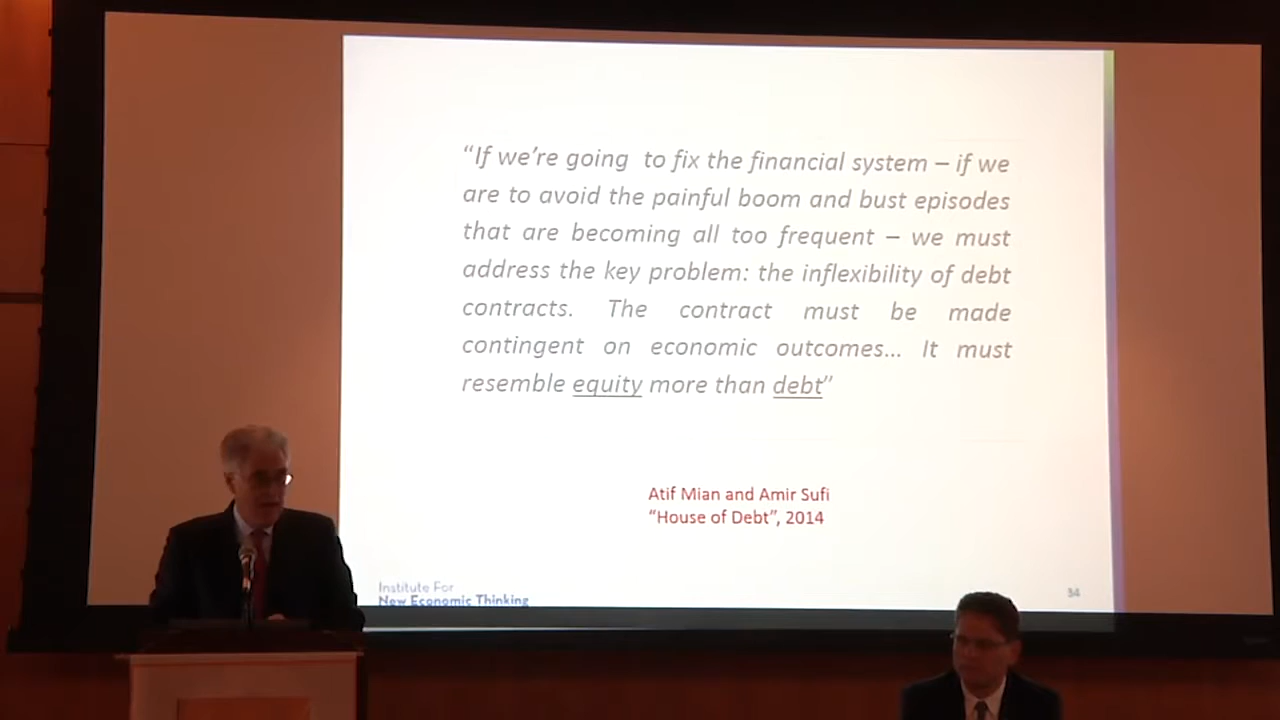 “If we’re going to fix the financial system – if we
are to avoid the painful boom and bust episodes
that are becoming all too frequent – we must
address the key problem: the inflexibility of debt
contracts. The contract must be made
contingent on economic outcomes… It must
resemble equity more than debt”
Atif Mian and Amir Sufi
“House of Debt”, 2014
Institute For
New Economic Thinking
34